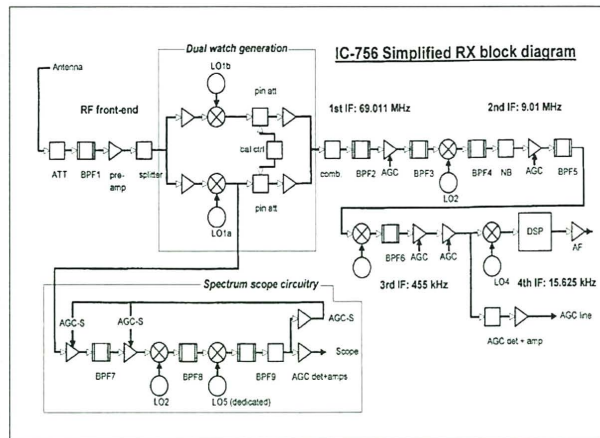 Dual watch generation
IC-756 Simplified RX block diagram
Antenna
LO1b
pin att
RF front-end
1st IF: 69.011 MHz
2nd IF: 9.01 MHz
bal ctrl
ATT
BPF1
pre-
amp
splitter
comb.
BPF2
AGC
BPF3
LO2
BPF4
NB
AGC
BPF5
LO1a
pin att
BPF6
AGC
AGC
DSP
AF
LO4
3rd IF: 455 kHz
4th IF: 15.625 kHz
Spectrum scope circuitry
AGC-S
AGC-S
AGC-S
AGC line
AGC det + amp
Scope
BPF7
BPF8
BPF9
AGC det+amps
LO2
LO5 (dedicated)